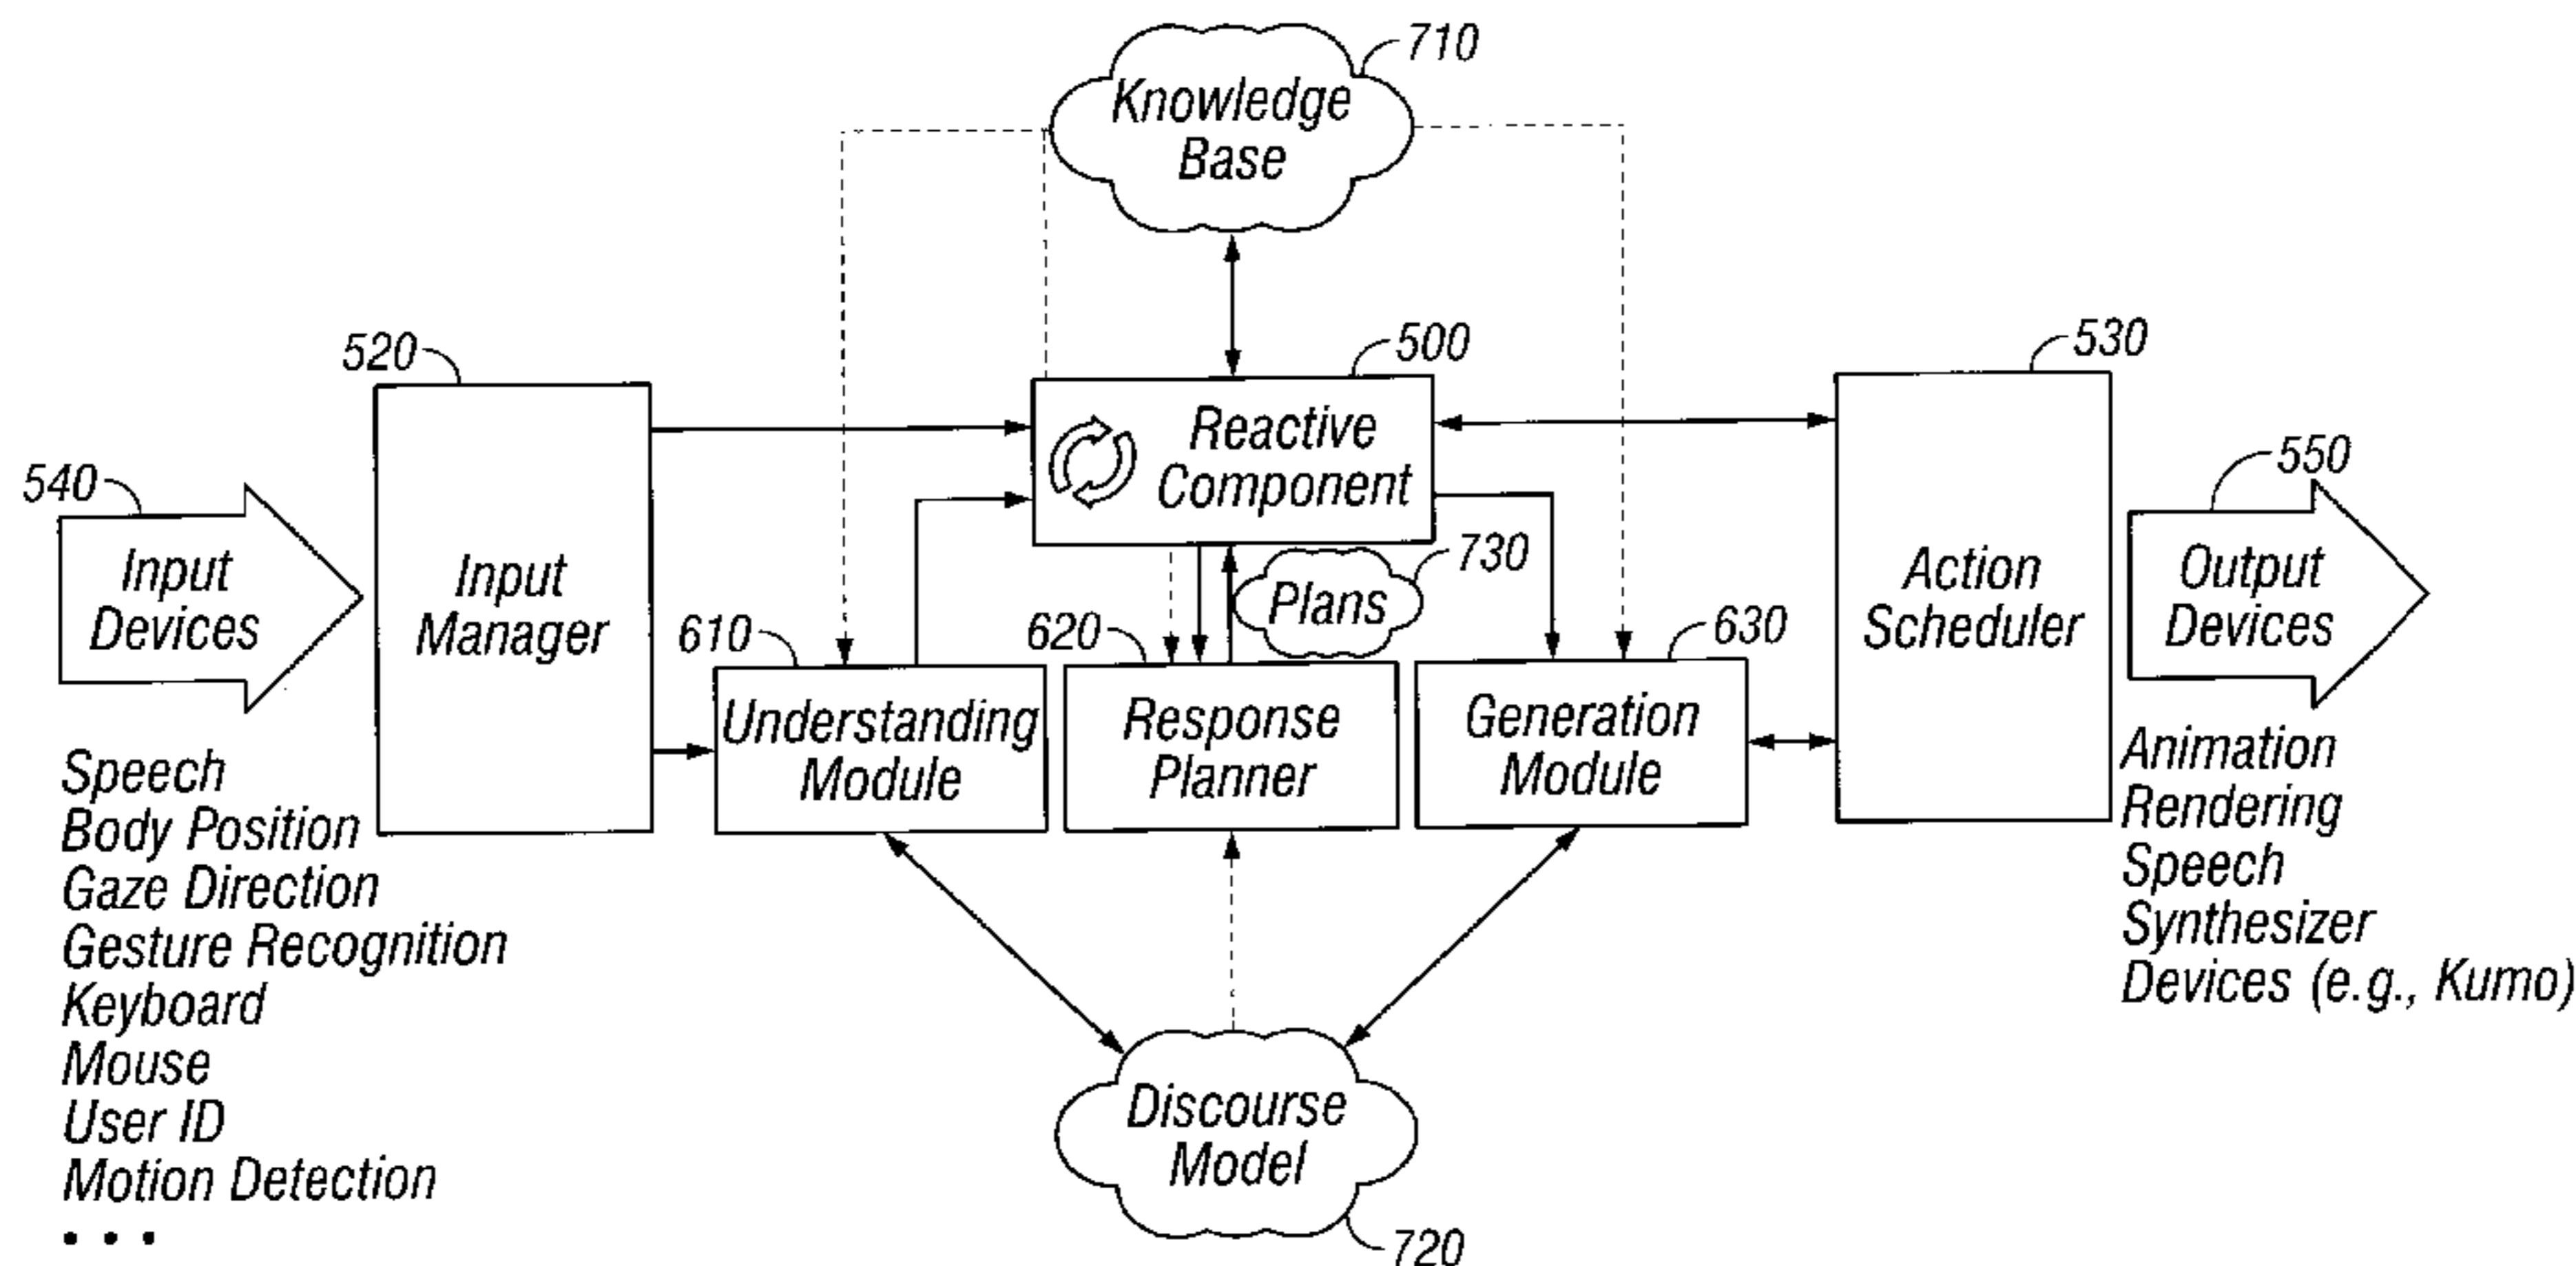 710
Knowledge
Base
520
500
530
Reactive
Component
540
550
Input
Devices
Input
Manager
Action
Scheduler
Output
Devices
730
Plans
610
620
630
Understanding
Module
Response
Planner
Generation
Module
Speech
Body Position
Gaze Direction
Gesture Recognition
Keyboard
Mouse
User ID
Motion Detection
• • •
Animation
Rendering
Speech
Synthesizer
Devices (e.g., Kumo)
Discourse
Model
720